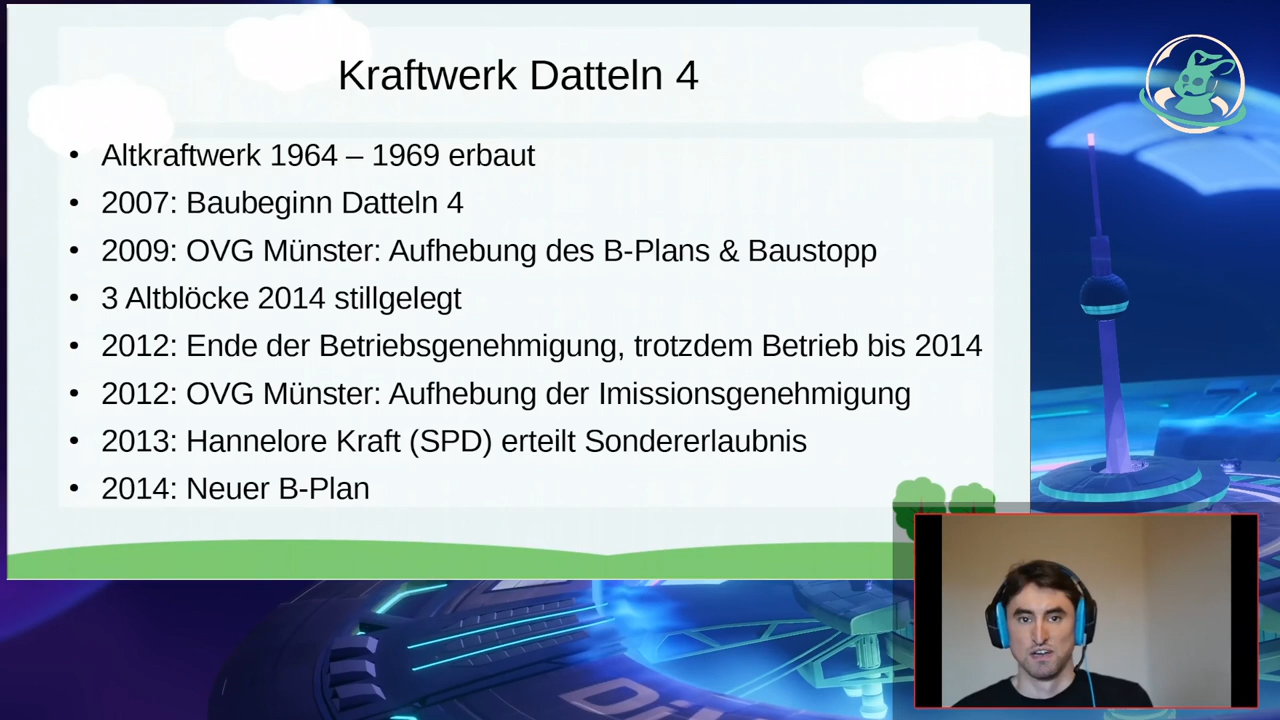 Kraftwerk Datteln 4
• Altkraftwerk 1964 – 1969 erbaut
• 2007: Baubeginn Datteln 4
• 2009: OVG Münster: Aufhebung des B-Plans & Baustopp
• 3 Altblöcke 2014 stillgelegt
• 2012: Ende der Betriebsgenehmigung, trotzdem Betrieb bis 2014
• 2012: OVG Münster: Aufhebung der Imissionsgenehmigung
• 2013: Hannelore Kraft (SPD) erteilt Sondererlaubnis
• 2014: Neuer B-Plan